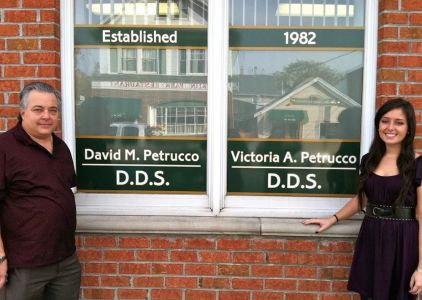 Established 1982
David M. Petrucco
D.D.S.
Victoria A. Petrucco
D.D.S.